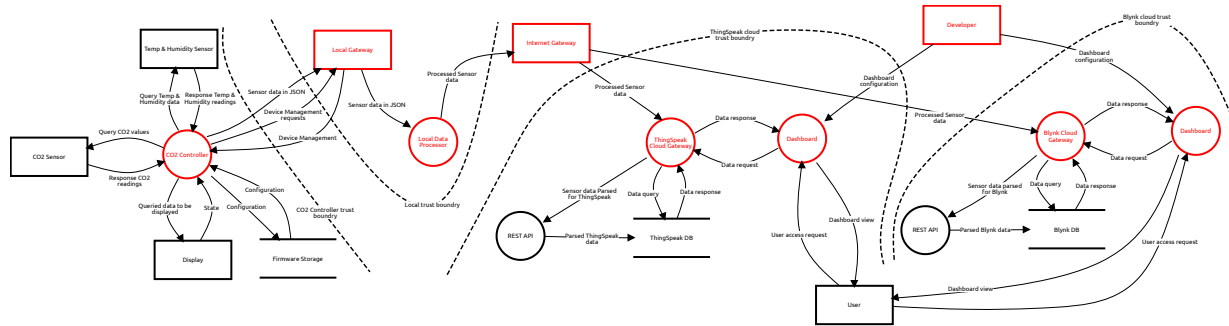 Temp & Humidity Sensor
Local Gateway
Internet Gateway
ThingSpeak cloud
trust boundry
Developer
Blynk cloud trust
boundry
Query Temp &
Humidity data
Response Temp &
Humidity readings
Sensor data in JSON
Device Management
requests
Device Management
Sensor data in JSON
Processed Sensor
data
Processed Sensor
data
Dashboard
configuration
Dashboard
configuration
Processed Sensor
data
CO2 Sensor
Query CO2 values
Response CO2
readings
CO2 Controller
Local Data
Processor
ThingSpeak
Cloud Gateway
Data response
Data request
Dashboard
Blynk Cloud
Gateway
Data response
Data request
Dashboard
Queried data to be
displayed
State
Configuration
Configuration
CO2 Controller trust
boundry
Local trust boundry
Sensor data Parsed
for ThingSpeak
Data query
Data response
Dashboard view
User access request
Sensor data parsed
for Blynk
Data query
Data response
Display
Firmware Storage
REST API
Parsed ThingSpeak
data
ThingSpeak DB
REST API
Parsed Blynk data
Blynk DB
User access request
User
Dashboard view